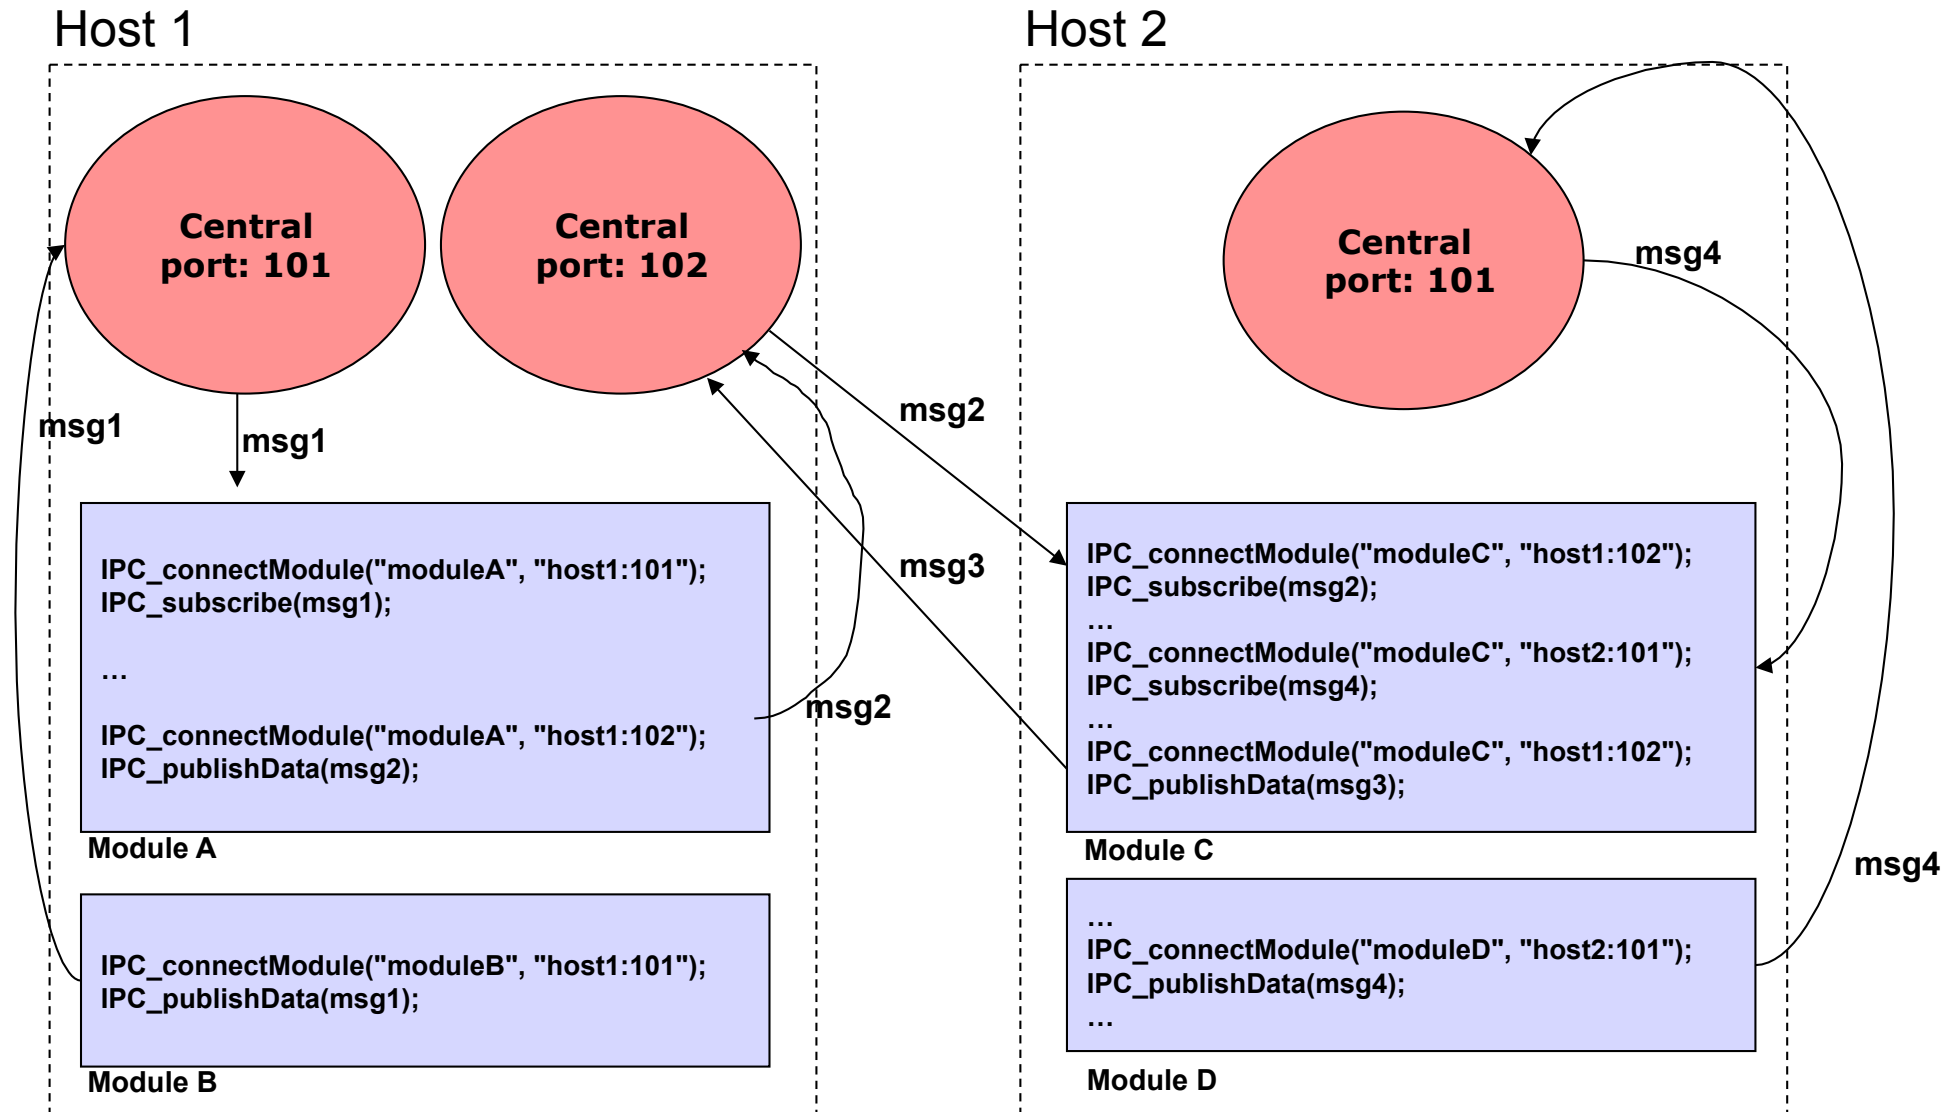 Host 1
Host 2
Central
port: 101
Central
port: 102
Central
port: 101
msg4
msg1
msg1
msg2
msg3
msg2
msg4
IPC_connectModule("moduleA", "host1:101");
IPC_subscribe(msg1);
…
IPC_connectModule("moduleA", "host1:102");
IPC_publishData(msg2);
Module A
IPC_connectModule("moduleB", "host1:101");
IPC_publishData(msg1);
Module B
IPC_connectModule("moduleC", "host1:102");
IPC_subscribe(msg2);
…
IPC_connectModule("moduleC", "host2:101");
IPC_subscribe(msg4);
…
IPC_connectModule("moduleC", "host1:102");
IPC_publishData(msg3);
Module C
…
IPC_connectModule("moduleD", "host2:101");
IPC_publishData(msg4);
…
Module D